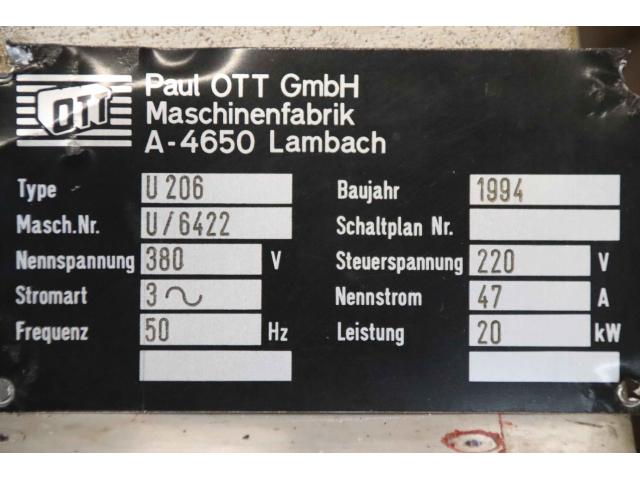 OTT
Paul OTT GmbH
Maschinenfabrik
A-4650 Lambach
Type U 206 Baujahr 1994
Masch.Nr. U/6422 Schaltplan Nr.
Nennspannung 380 V Steuerspannung 220 V
Stromart 3~ Nennstrom 47 A
Frequenz 50 Hz Leistung 20 kW